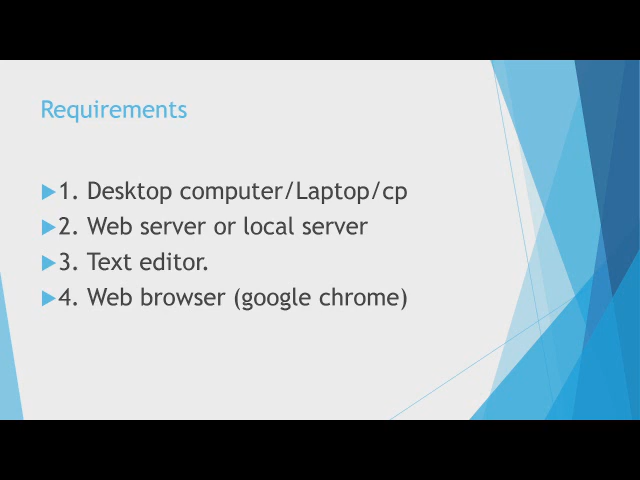 Requirements
1. Desktop computer/Laptop/cp
2. Web server or local server
3. Text editor.
4. Web browser (google chrome)